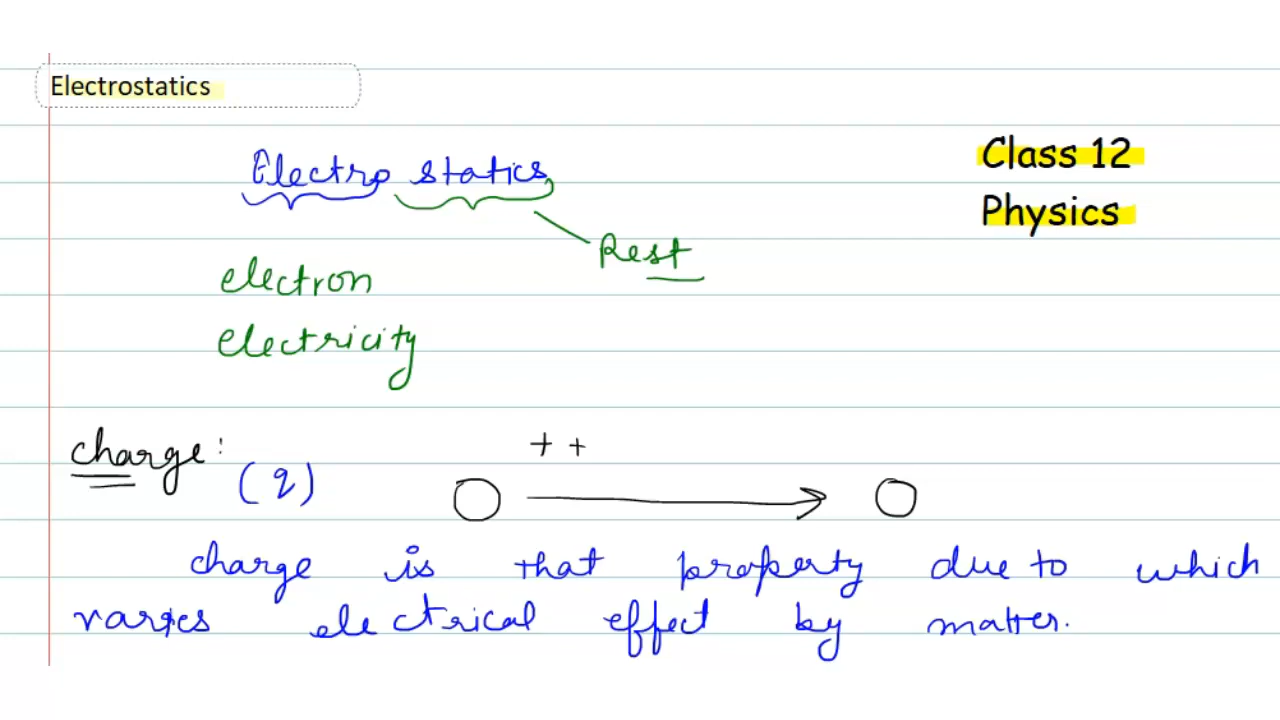 Electrostatics
Class 12
Physics
Electro statics
Rest
electron
electricity
charge:
(q)
+ +
charge is that property due to which
varies electrical effect by matter.